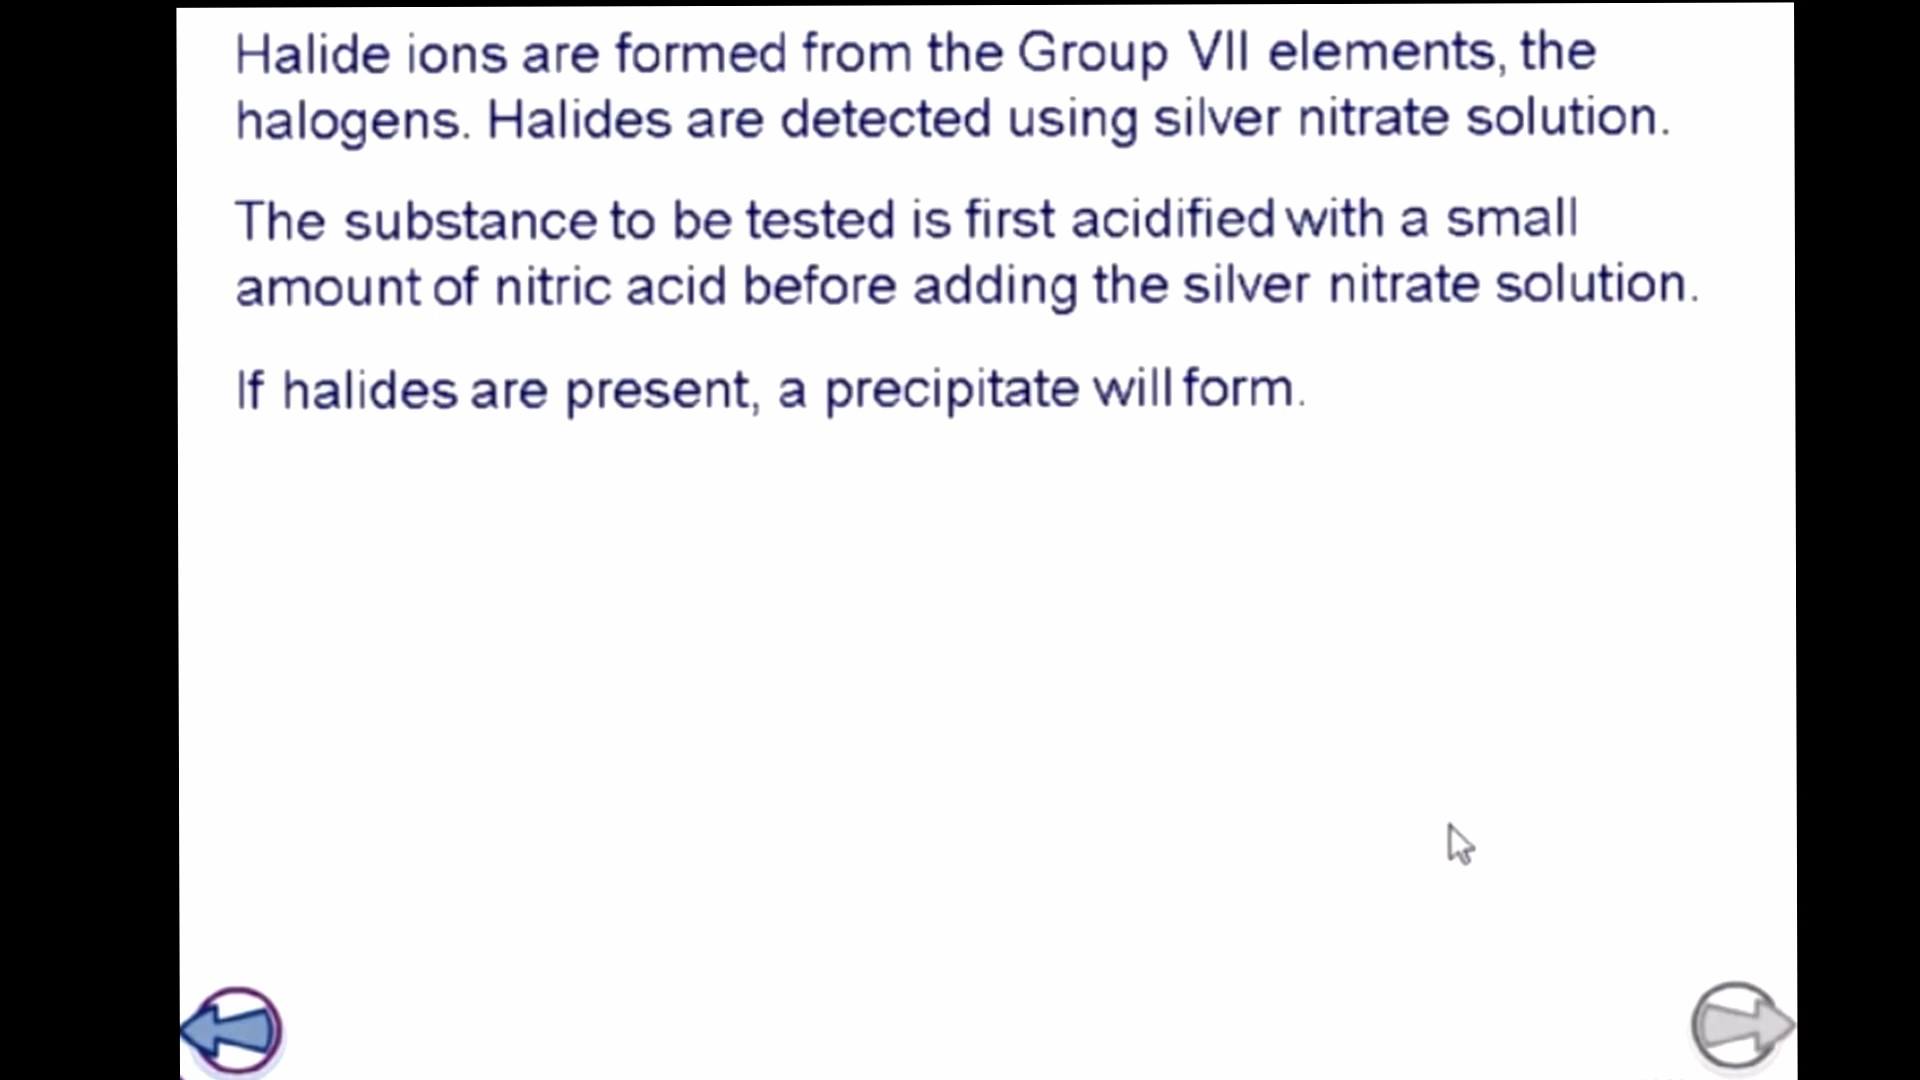 Halide ions are formed from the Group VII elements, the
halogens. Halides are detected using silver nitrate solution.
The substance to be tested is first acidified with a small
amount of nitric acid before adding the silver nitrate solution.
If halides are present, a precipitate will form.